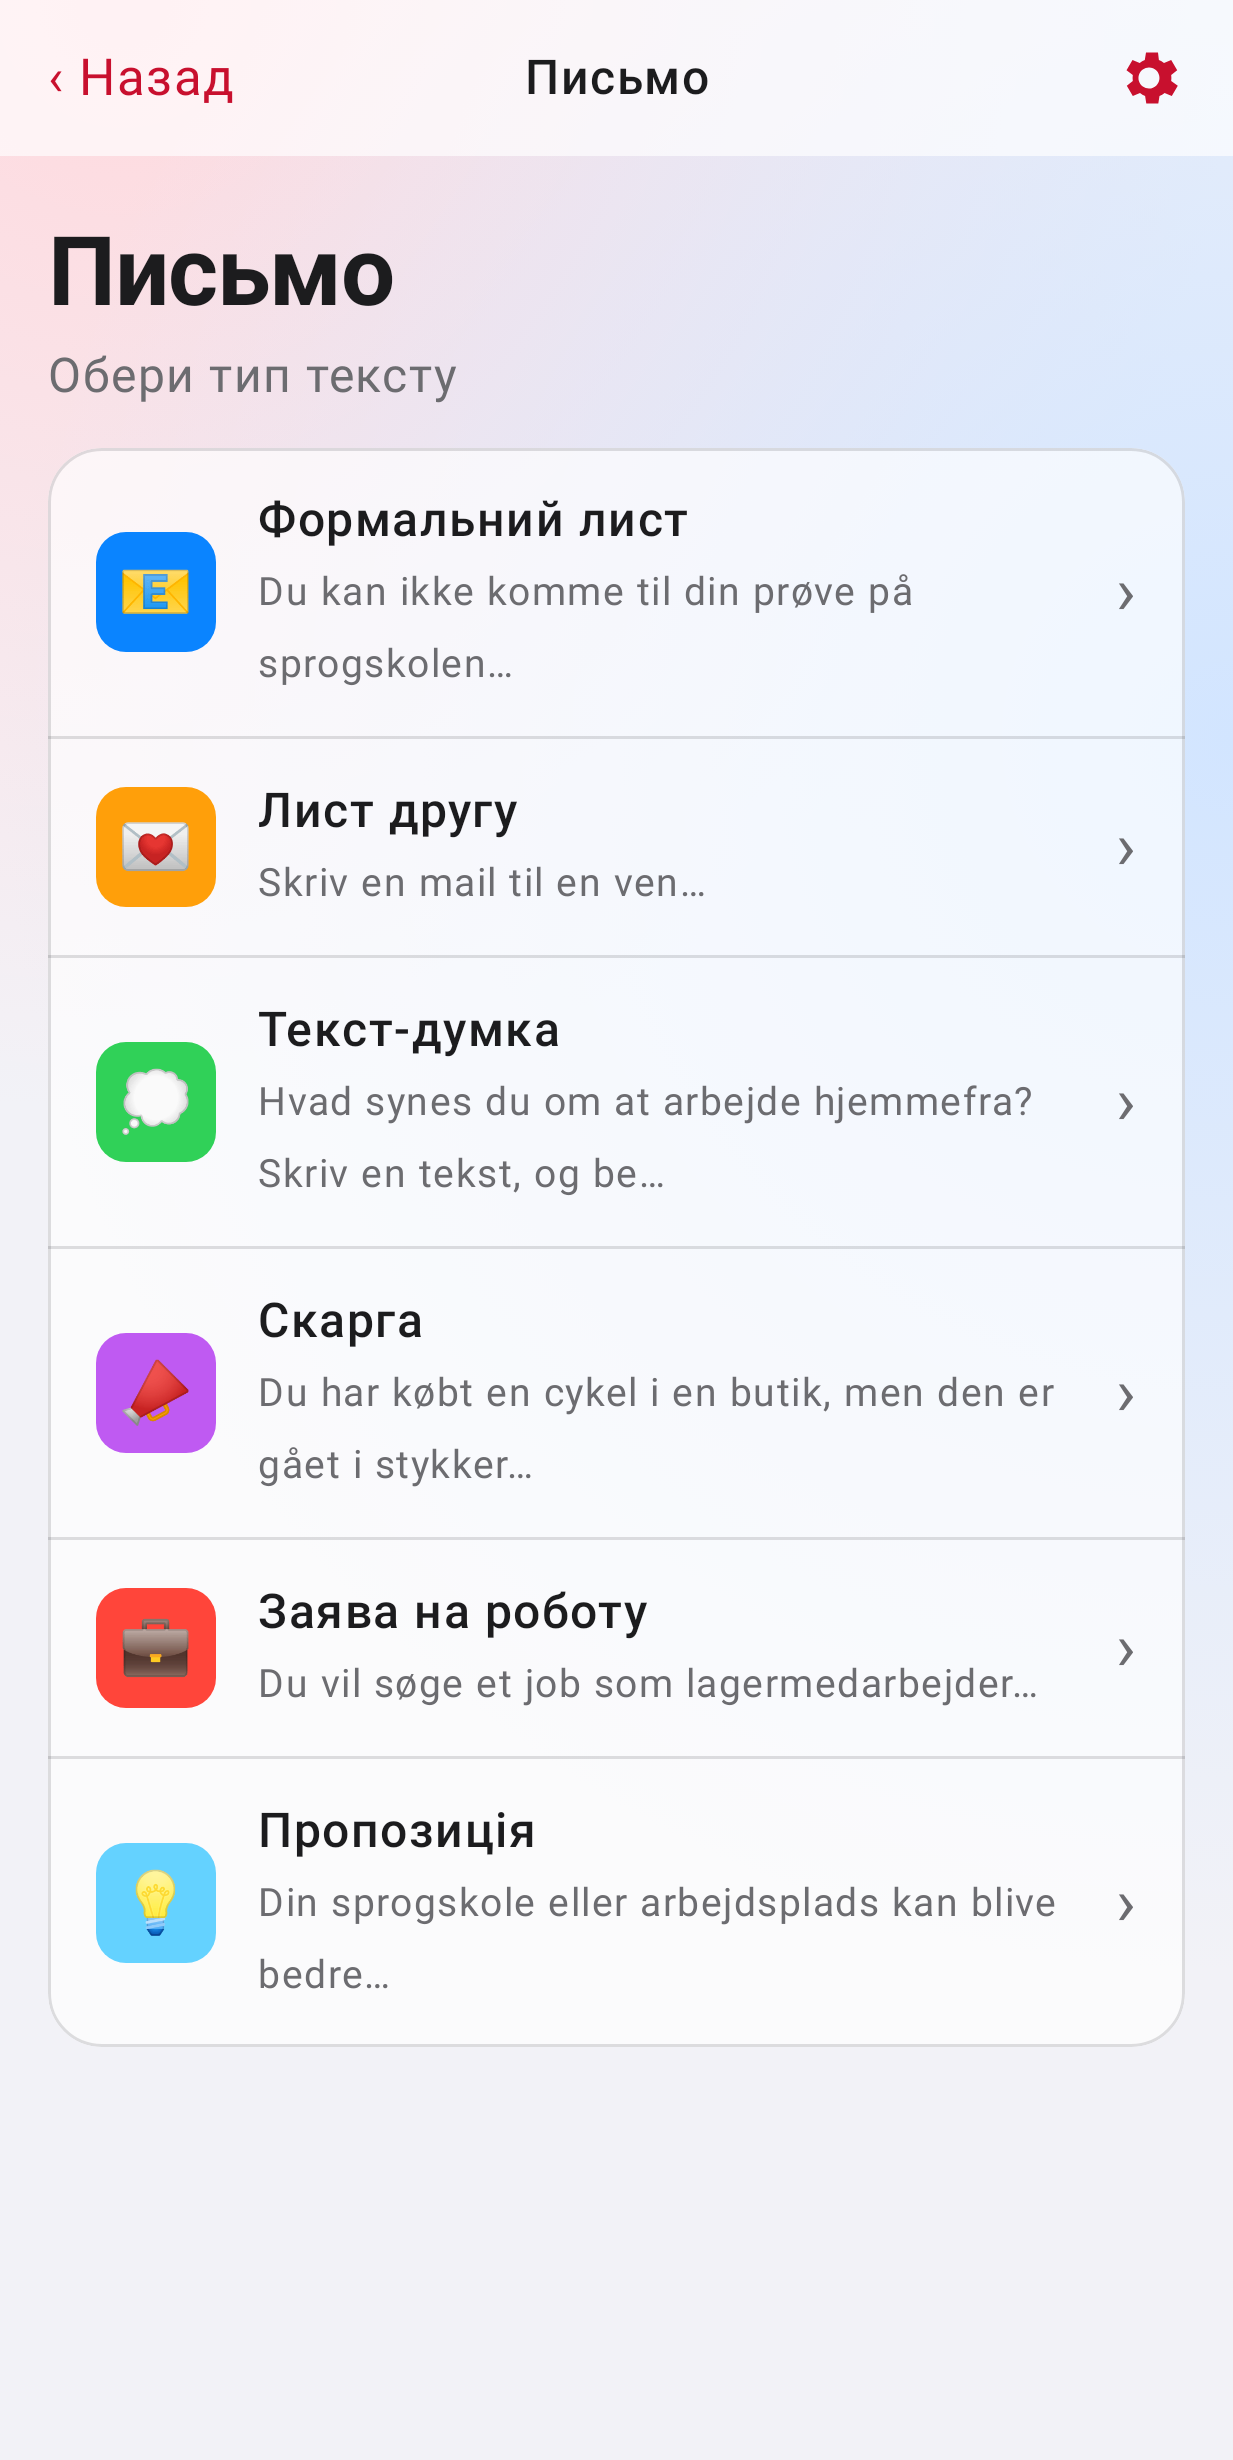 ‹ Назад
Письмо
Письмо
Обери тип тексту
Формальний лист
Du kan ikke komme til din prøve på
sprogskolen…
›
Лист другу
Skriv en mail til en ven…
›
Текст-думка
Hvad synes du om at arbejde hjemmefra?
Skriv en tekst, og be…
›
Скарга
Du har købt en cykel i en butik, men den er
gået i stykker…
›
Заява на роботу
Du vil søge et job som lagermedarbejder…
›
Пропозиція
Din sprogskole eller arbejdsplads kan blive
bedre…
›